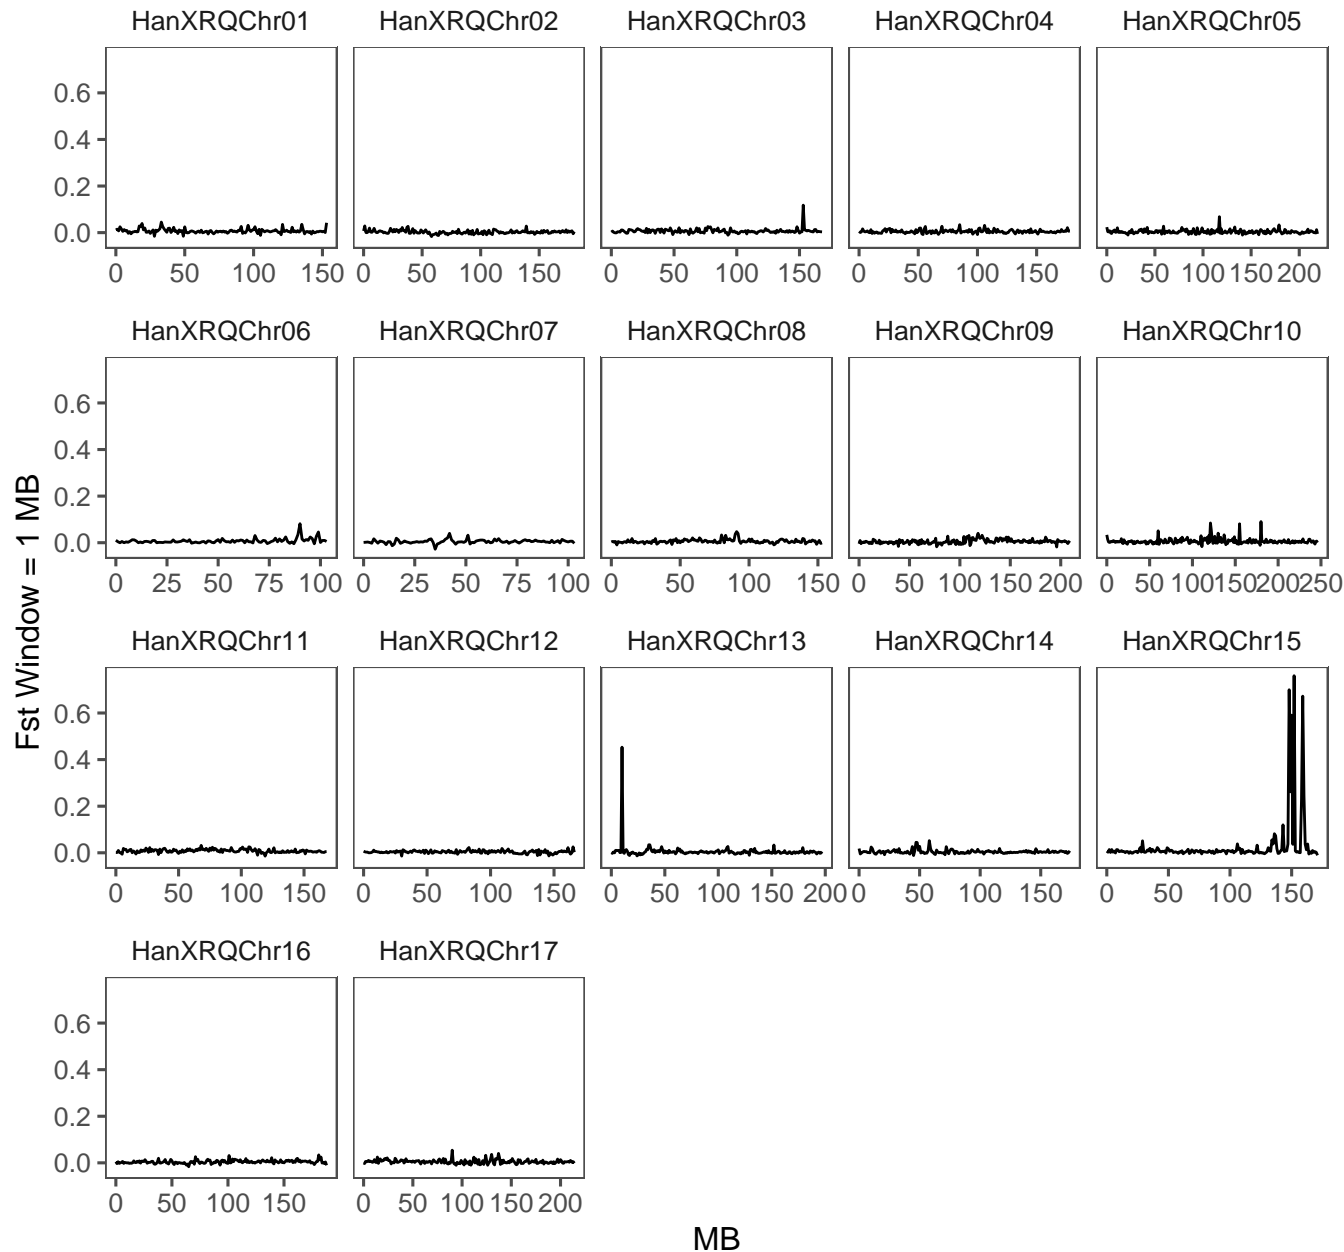 HanXRQChr01 HanXRQChr02 HanXRQChr03 HanXRQChr04 HanXRQChr05
0.6
0.4
0.2
0.0
0 50 100 150 0 50 100 150 0 50 100 150 0 50 100 150 0 50 100 150 200
HanXRQChr06 HanXRQChr07 HanXRQChr08 HanXRQChr09 HanXRQChr10
0.6
0.4
0.2
0.0
0 25 50 75 100 0 25 50 75 100 0 50 100 150 0 50 100 150 200 0 50 100 150 200 250
Fst Window = 1 MB
HanXRQChr11 HanXRQChr12 HanXRQChr13 HanXRQChr14 HanXRQChr15
0.6
0.4
0.2
0.0
0 50 100 150 0 50 100 150 0 50 100 150 200 0 50 100 150 0 50 100 150
HanXRQChr16 HanXRQChr17
0.6
0.4
0.2
0.0
0 50 100 150 0 50 100 150 200
MB